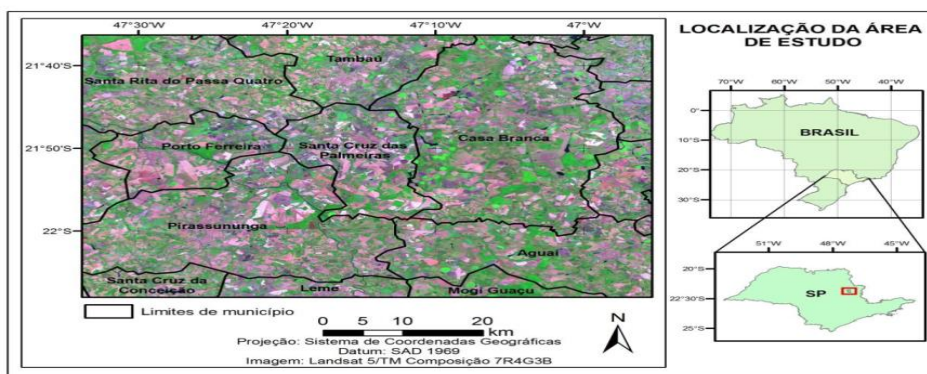 47°30'W 47°20'W 47°10'W 47°W
21°40'S
21°50'S
22°S
Tambaú
Santa Rita do Passa Quatro
Porto Ferreira
Santa Cruz das
Palmeiras
Casa Branca
Pirassununga
Aguaí
Santa Cruz da
Conceição
Leme
Mogi Guaçu
Limites de município
0 5 10 20
km
Projeção: Sistema de Coordenadas Geográficas
Datum: SAD 1969
Imagem: Landsat 5/TM Composição 7R4G3B
N
LOCALIZAÇÃO DA ÁREA
DE ESTUDO
70°W 60°W 50°W 40°W
0°
10°S
20°S
30°S
BRASIL
51°W 48°W 45°W
20°S
22°30'S
25°S
SP